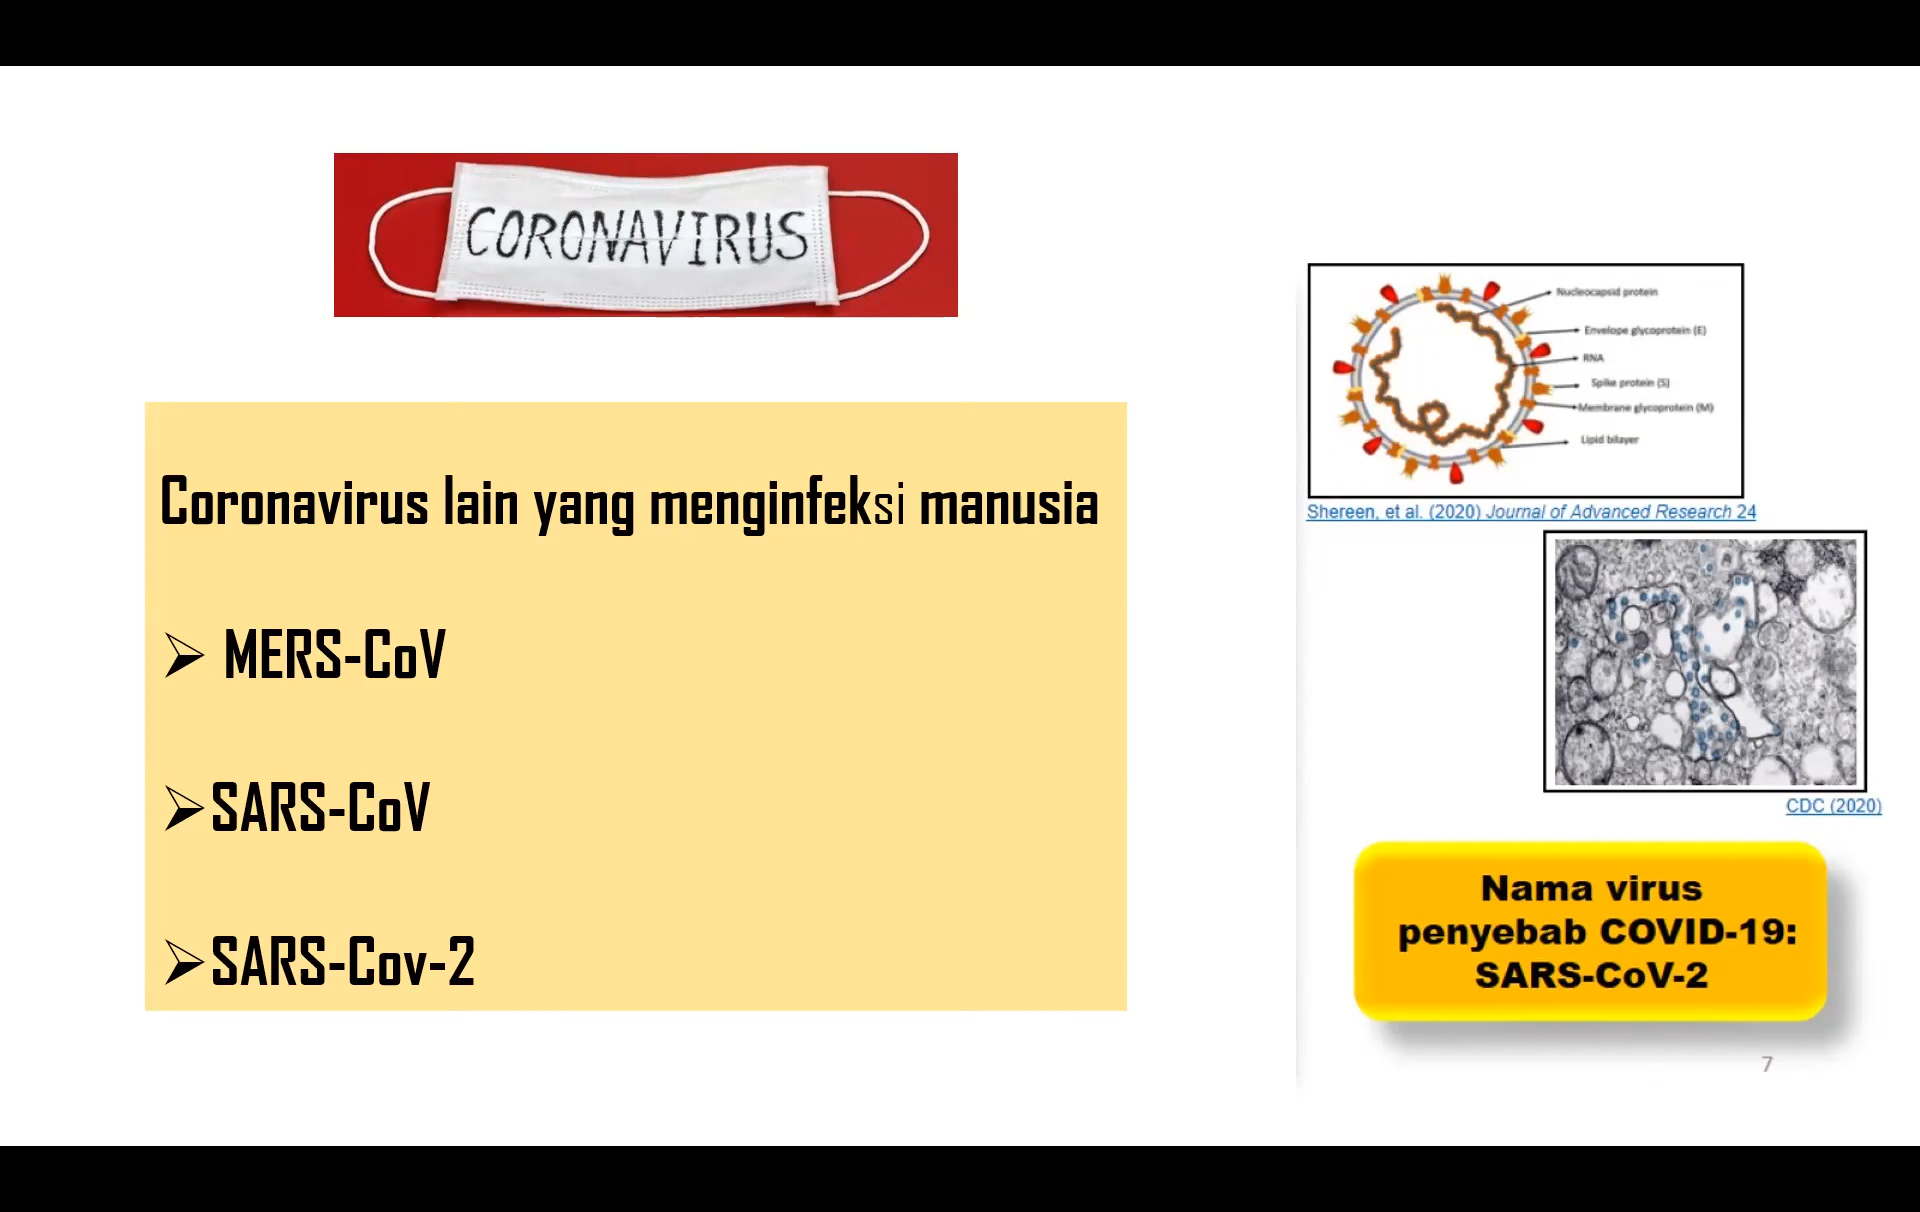 CORONAVIRUS
Coronavirus lain yang menginfeksi manusia
➢ MERS-CoV
➢SARS-CoV
➢SARS-Cov-2
Nucleocapsid protein
Envelope glycoprotein (E)
RNA
Spike protein (S)
Membrane glycoprotein (M)
Lipid bilayer
Shereen, et al. (2020) Journal of Advanced Research 24
CDC (2020)
Nama virus
penyebab COVID-19:
SARS-CoV-2
7